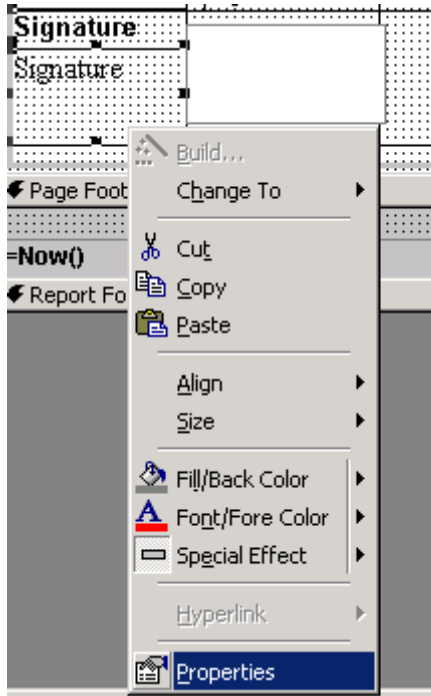 Signature
Signature
Build...
Page Foot
Change To
=Now()
Cut
Report Fo
Copy
Paste
Align
Size
Fill/Back Color
Font/Fore Color
Special Effect
Hyperlink
Properties